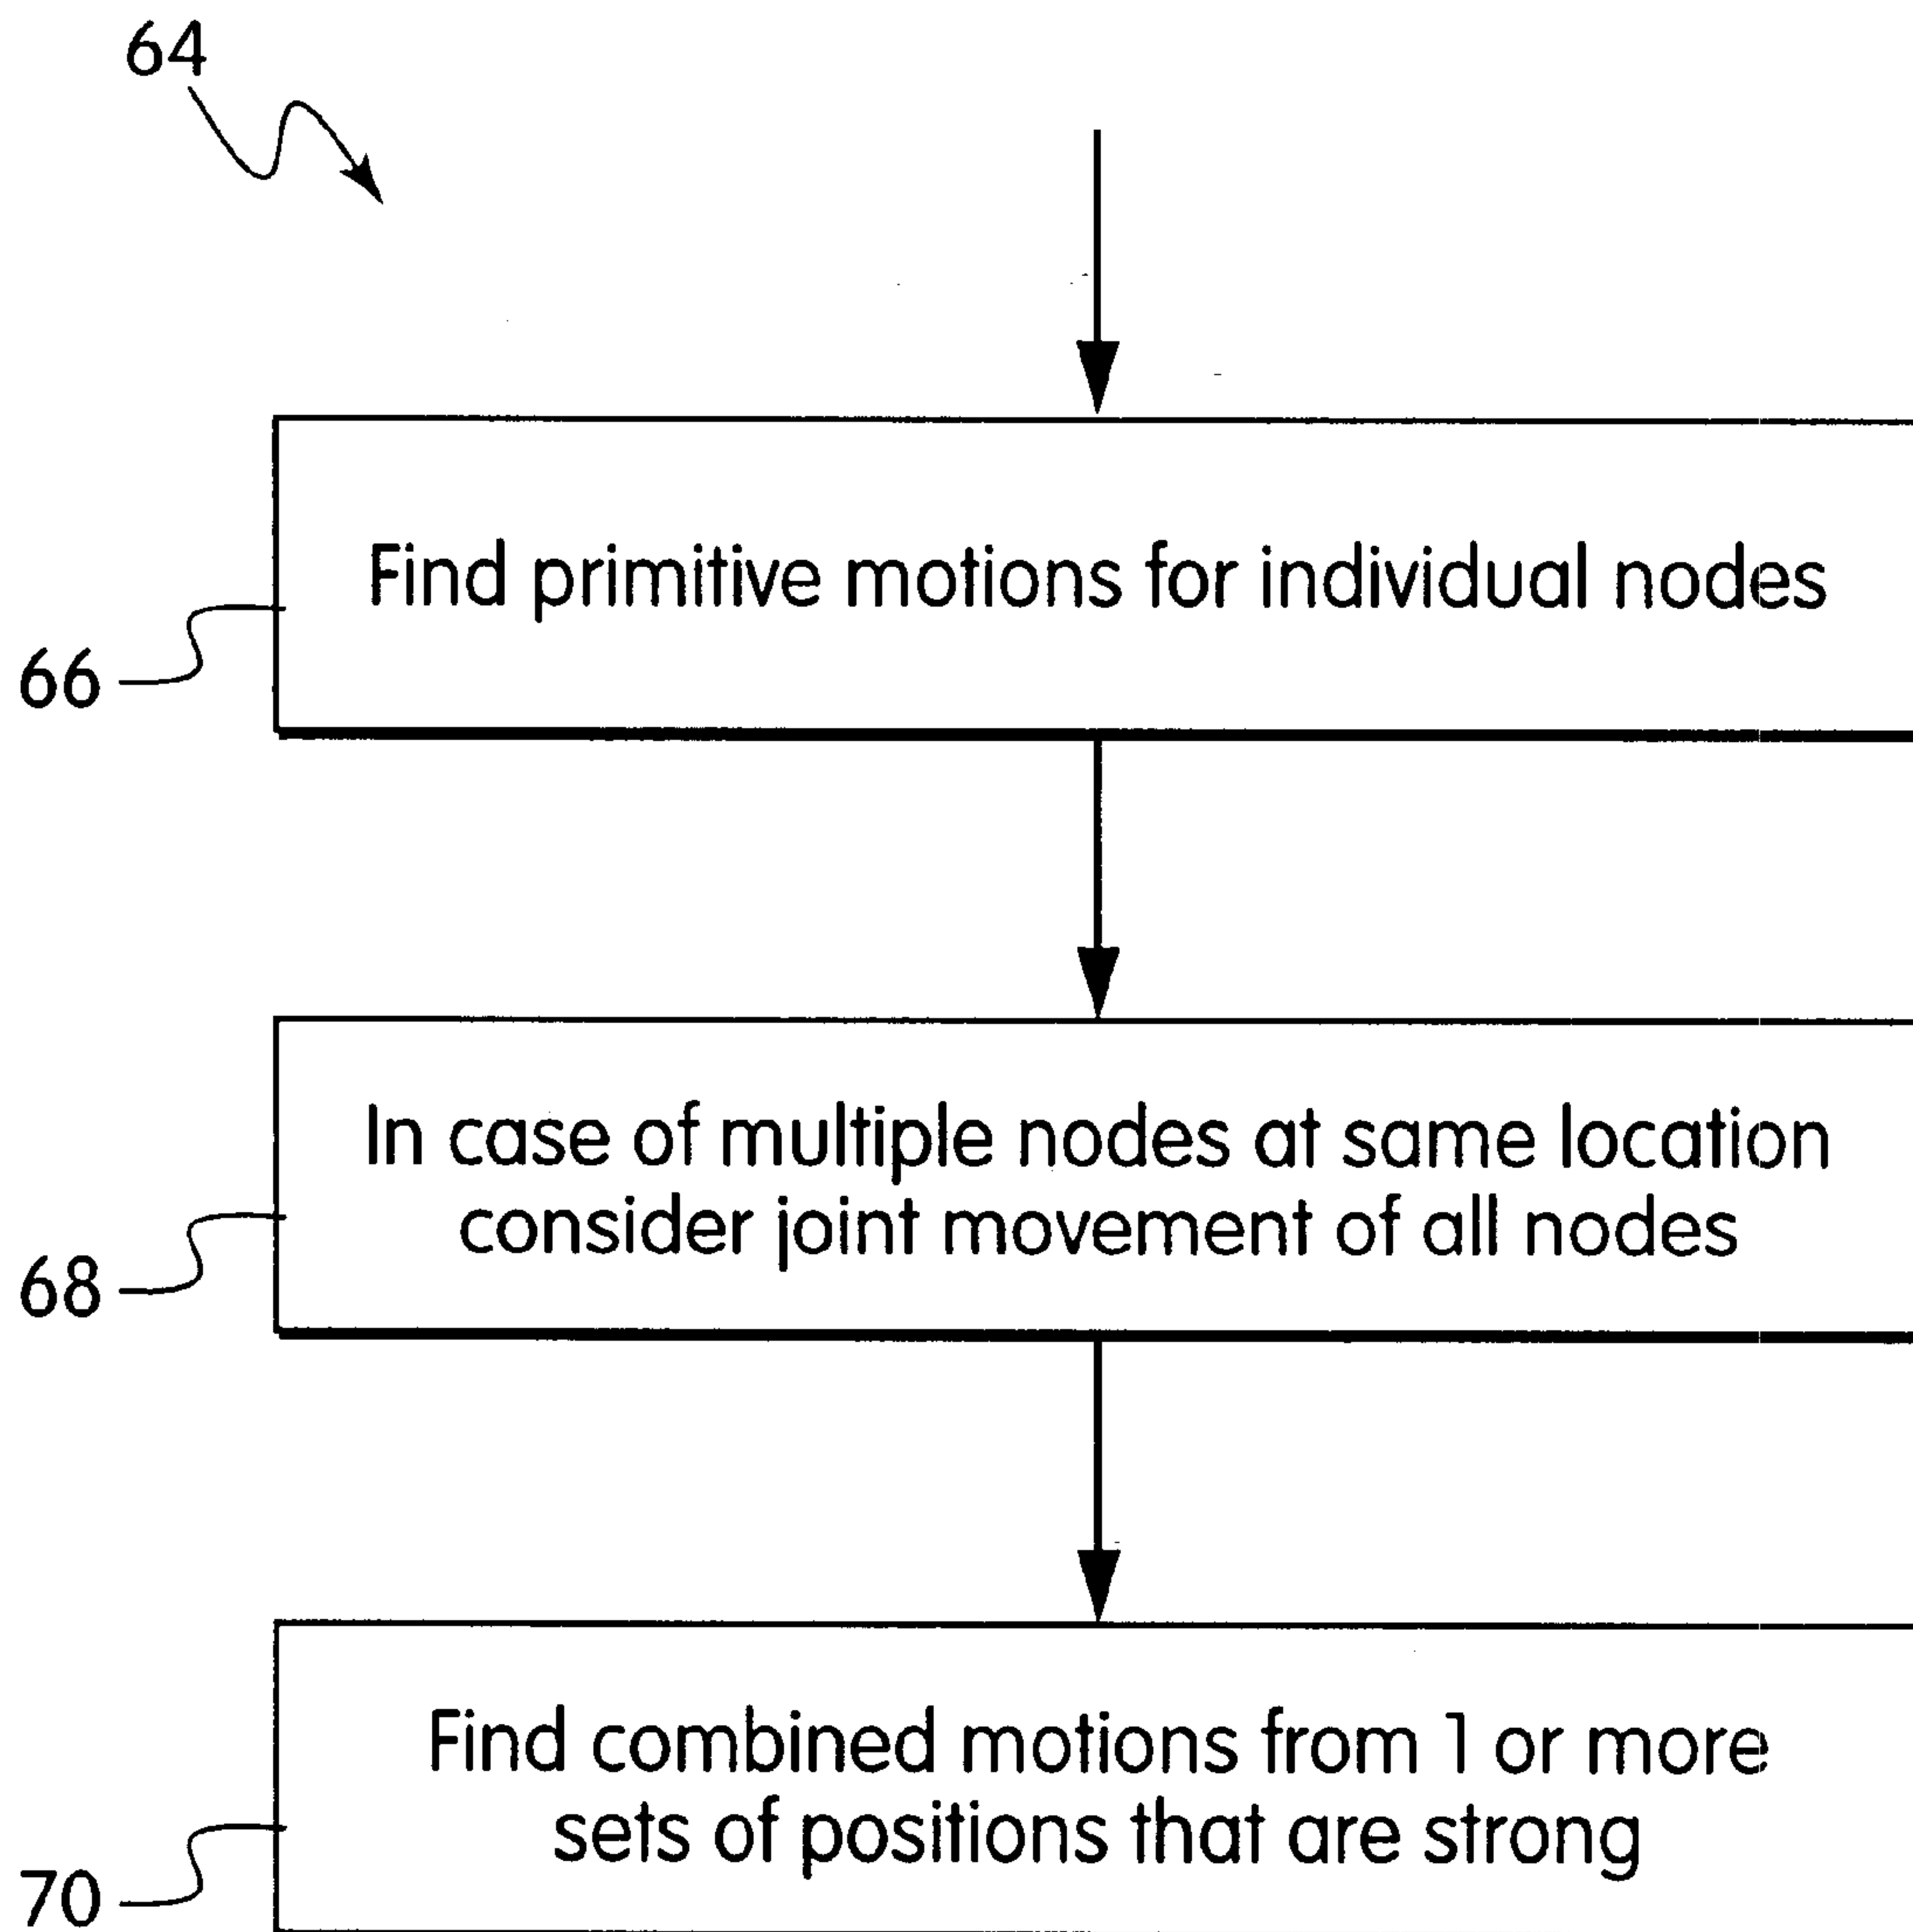 64
Find primitive motions for individual nodes
66
In case of multiple nodes at same location
consider joint movement of all nodes
68
Find combined motions from 1 or more
sets of positions that are strong
70